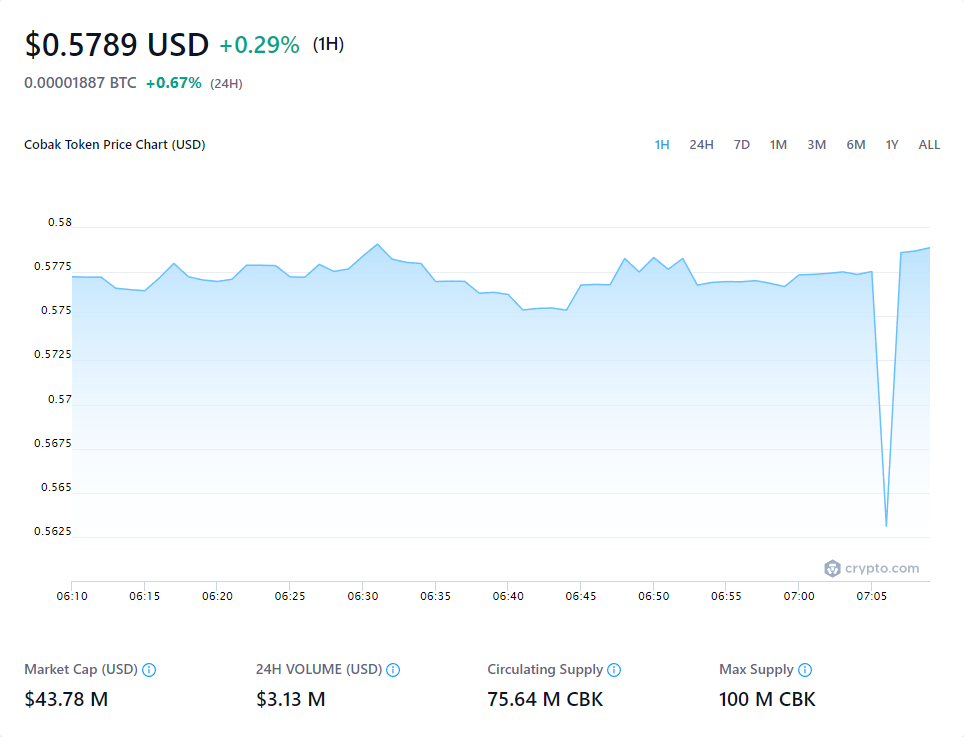 $0.5789 USD +0.29% (1H)
0.00001887 BTC +0.67% (24H)
Cobak Token Price Chart (USD) 1H 24H 7D 1M 3M 6M 1Y ALL
0.58
0.5775
0.575
0.5725
0.57
0.5675
0.565
0.5625
crypto.com
06:10 06:15 06:20 06:25 06:30 06:35 06:40 06:45 06:50 06:55 07:00 07:05
Market Cap (USD) 24H VOLUME (USD) Circulating Supply Max Supply
$43.78 M $3.13 M 75.64 M CBK 100 M CBK